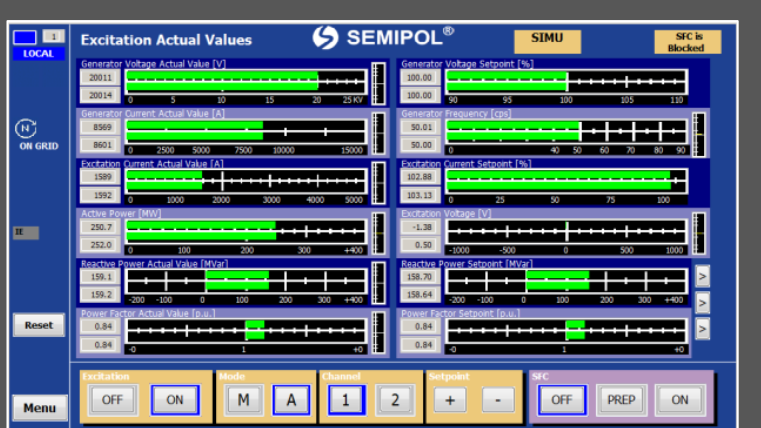 1
LOCAL
Excitation Actual Values
SEMIPOL®
SIMU
SFC is
Blocked
Generator Voltage Actual Value [V]
20011
20014
0 5 10 15 20 25 KV
Generator Voltage Setpoint [%]
100.00
100.00
90 95 100 105 110
N
ON GRID
Generator Current Actual Value [A]
8569
8601
0 2500 5000 7500 10000 15000
Generator Frequency [cps]
50.01
50.00
0 40 50 60 70 80 90
Excitation Current Actual Value [A]
1589
1592
0 1000 2000 3000 4000 5000
Excitation Current Setpoint [%]
102.88
103.13
0 25 50 75 100
IE
Active Power [MW]
250.7
252.0
0 100 200 300 +400
Excitation Voltage [V]
-1.38
0.50
-1000 -500 0 500 1000
Reactive Power Actual Value [MVar]
159.1
159.2
-200 -100 0 100 200 300 +400
Reactive Power Setpoint [MVar]
158.70
158.64
-200 -100 0 100 200 300 +400
>
>
>
Reset
Power Factor Actual Value [p.u.]
0.84
0.84
-0 1 +0
Power Factor Setpoint [p.u.]
0.84
0.84
-0 1 +0
Menu
Excitation
OFF ON
Mode
M A
Channel
1 2
Setpoint
+ -
SFC
OFF PREP ON